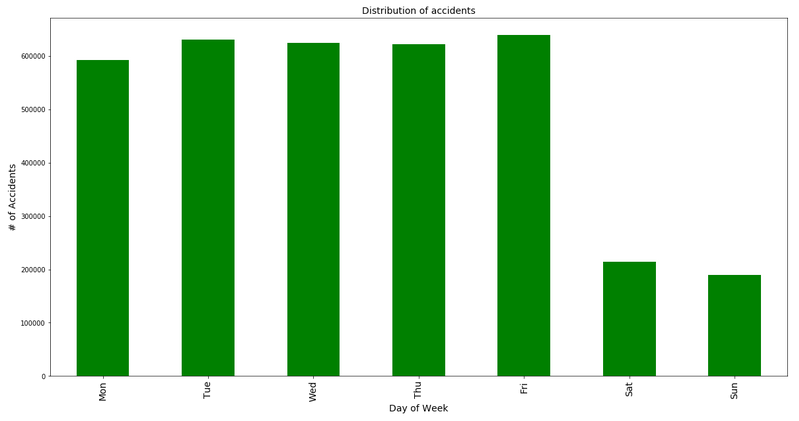 Distribution of accidents
# of Accidents
600000
500000
400000
300000
200000
100000
0
Mon
Tue
Wed
Thu
Fri
Sat
Sun
Day of Week